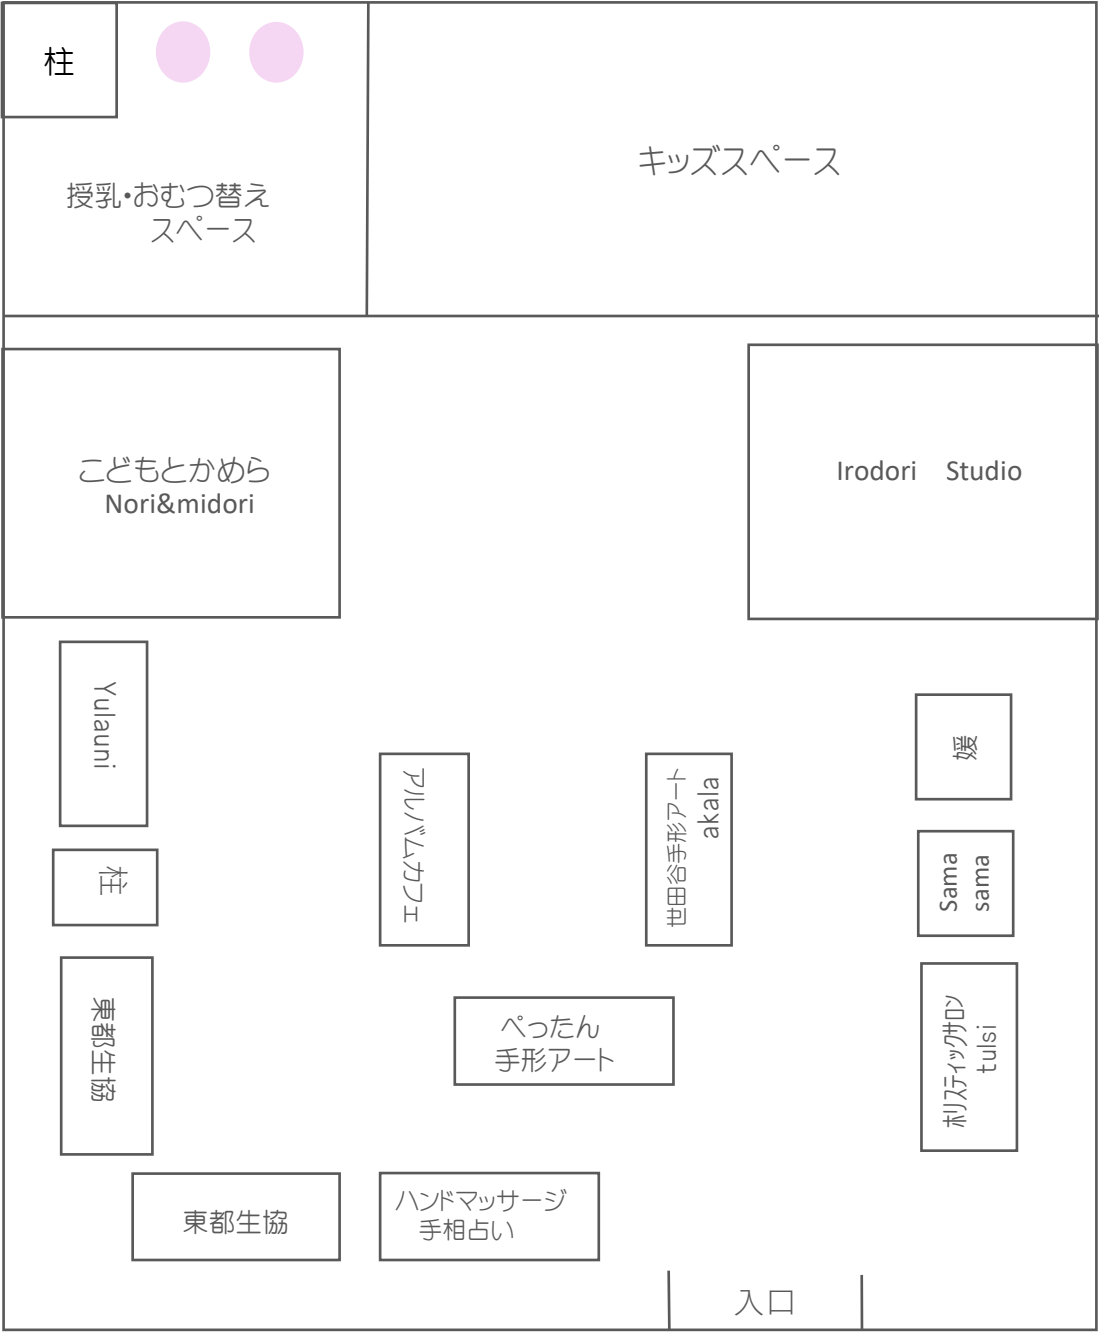 柱
授乳・おむつ替え
スペース
キッズスペース
こどもとかめら
Nori&midori
Irodori　Studio
Yulauni
媛
アルバムカフェ
世田谷手形アート
akala
柱
Sama
sama
東都生協
ぺったん
手形アート
ホリスティックサロン
tulsi
東都生協
ハンドマッサージ
手相占い
入口